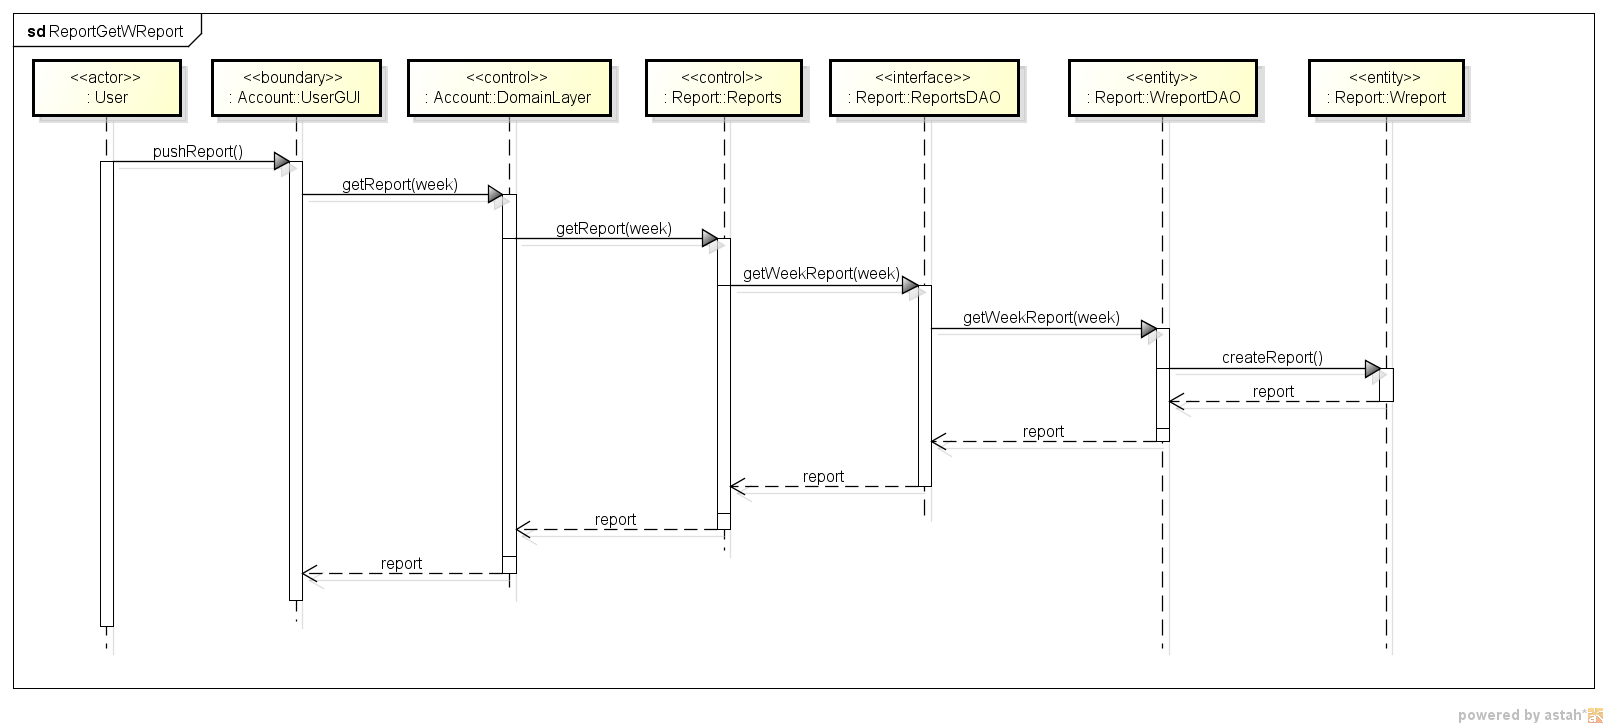 sd ReportGetWReport
<<actor>>
: User
<<boundary>>
: Account::UserGUI
<<control>>
: Account::DomainLayer
<<control>>
: Report::Reports
<<interface>>
: Report::ReportsDAO
<<entity>>
: Report::WreportDAO
<<entity>>
: Report::Wreport
pushReport()
getReport(week)
getReport(week)
getWeekReport(week)
getWeekReport(week)
createReport()
report
report
report
report
report
powered by astah*